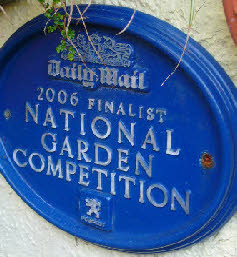 Daily Mail
2006 FINALIST
NATIONAL
GARDEN
COMPETITION